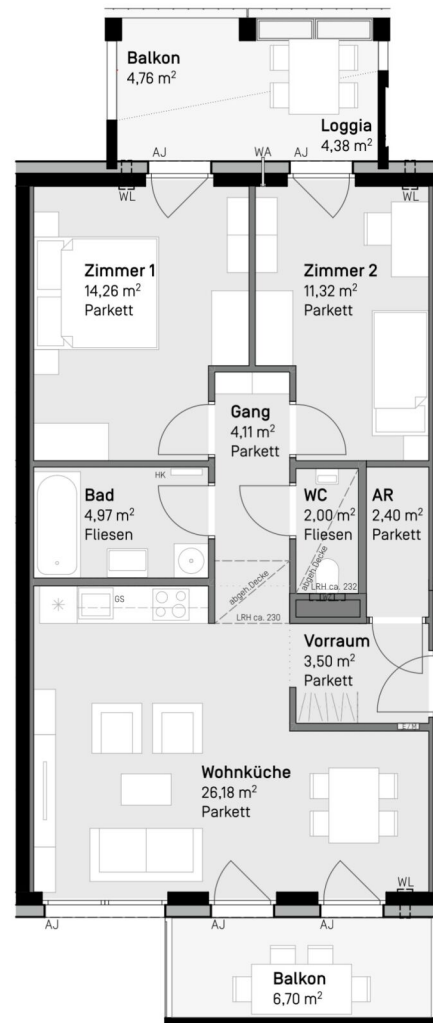 Balkon
4,76 m²
Loggia
4,38 m²
AJ
WA
AJ
WL
WL
Zimmer 1
14,26 m²
Parkett
Zimmer 2
11,32 m²
Parkett
Gang
4,11 m²
Parkett
HK
Bad
4,97 m²
Fliesen
WC
2,00 m²
Fliesen
AR
2,40 m²
Parkett
abgeh. Decke
abgeh. Decke
LRH ca. 232
GS
LRH ca. 230
Vorraum
3,50 m²
Parkett
Wohnküche
26,18 m²
Parkett
WL
AJ
AJ
AJ
Balkon
6,70 m²